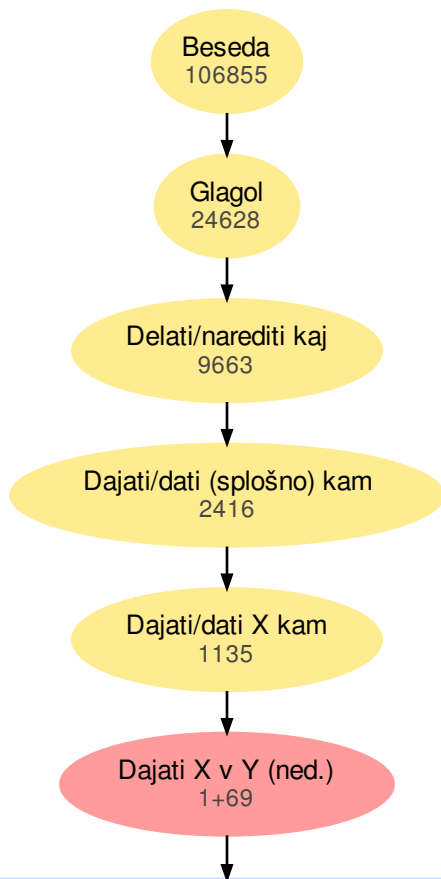 Beseda
106855
Glagol
24628
Delati/narediti kaj
9663
Dajati/dati (splošno) kam
2416
Dajati/dati X kam
1135
Dajati X v Y (ned.)
1+69